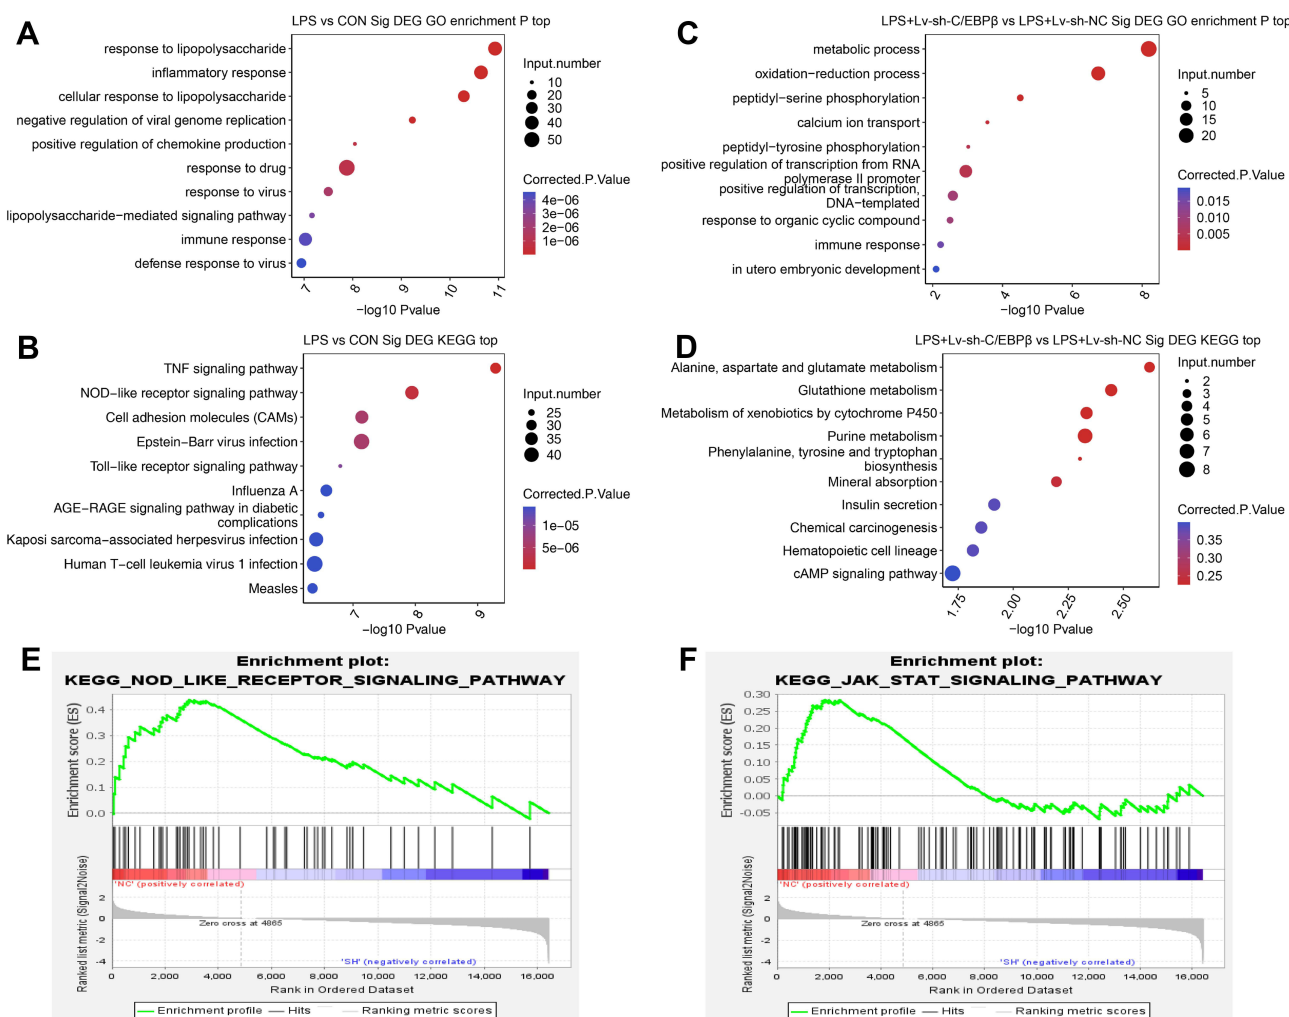 A
LPS vs CON Sig DEG GO enrichment P top
response to lipopolysaccharide
inflammatory response
cellular response to lipopolysaccharide
negative regulation of viral genome replication
positive regulation of chemokine production
response to drug
response to virus
lipopolysaccharide−mediated signaling pathway
immune response
defense response to virus
7
8
9
10
11
−log10 Pvalue
Input.number
10
20
30
40
50
Corrected.P.Value
4e−06
3e−06
2e−06
1e−06
C
LPS+Lv-sh-C/EBPβ vs LPS+Lv-sh-NC Sig DEG GO enrichment P top
metabolic process
oxidation−reduction process
peptidyl−serine phosphorylation
calcium ion transport
peptidyl−tyrosine phosphorylation
positive regulation of transcription from RNA
polymerase II promoter
positive regulation of transcription,
DNA−templated
response to organic cyclic compound
immune response
in utero embryonic development
2
4
6
8
−log10 Pvalue
Input.number
5
10
15
20
Corrected.P.Value
0.015
0.010
0.005
B
LPS vs CON Sig DEG KEGG top
TNF signaling pathway
NOD−like receptor signaling pathway
Cell adhesion molecules (CAMs)
Epstein−Barr virus infection
Toll−like receptor signaling pathway
Influenza A
AGE−RAGE signaling pathway in diabetic
complications
Kaposi sarcoma−associated herpesvirus infection
Human T−cell leukemia virus 1 infection
Measles
7
8
9
−log10 Pvalue
Input.number
25
30
35
40
Corrected.P.Value
1e−05
5e−06
D
LPS+Lv-sh-C/EBPβ vs LPS+Lv-sh-NC Sig DEG KEGG top
Alanine, aspartate and glutamate metabolism
Glutathione metabolism
Metabolism of xenobiotics by cytochrome P450
Purine metabolism
Phenylalanine, tyrosine and tryptophan
biosynthesis
Mineral absorption
Insulin secretion
Chemical carcinogenesis
Hematopoietic cell lineage
cAMP signaling pathway
1.75
2.00
2.25
2.50
−log10 Pvalue
Input.number
2
3
4
5
6
7
8
Corrected.P.Value
0.35
0.30
0.25
E
Enrichment plot:
KEGG_NOD_LIKE_RECEPTOR_SIGNALING_PATHWAY
Enrichment score (ES)
0.4
0.3
0.2
0.1
0.0
'NC' (positively correlated)
Ranked list metric (Signal2Noise)
2
0
-2
-4
Zero cross at 4865
'SH' (negatively correlated)
0
2,000
4,000
6,000
8,000
10,000
12,000
14,000
16,000
Rank in Ordered Dataset
Enrichment profile
Hits
Ranking metric scores
F
Enrichment plot:
KEGG_JAK_STAT_SIGNALING_PATHWAY
Enrichment score (ES)
0.30
0.25
0.20
0.15
0.10
0.05
0.00
-0.05
'NC' (positively correlated)
Ranked list metric (Signal2Noise)
2
0
-2
-4
Zero cross at 4865
'SH' (negatively correlated)
0
2,000
4,000
6,000
8,000
10,000
12,000
14,000
16,000
Rank in Ordered Dataset
Enrichment profile
Hits
Ranking metric scores